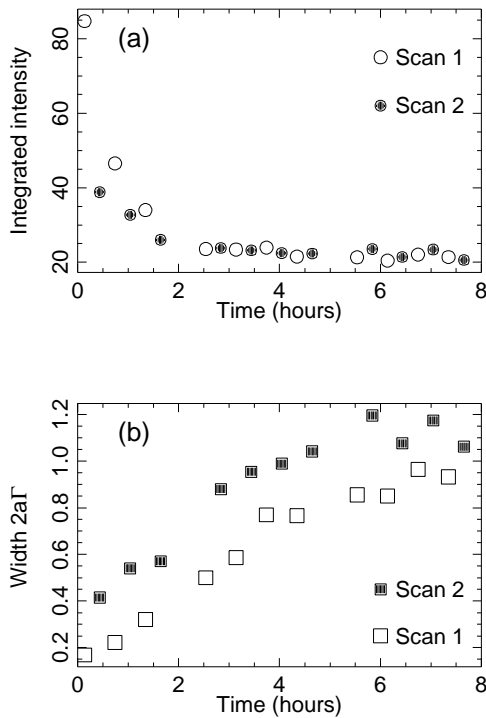 (a)
Scan 1
Scan 2
Integrated intensity
80
60
40
20
0 2 4 6 8
Time (hours)
(b)
Scan 2
Scan 1
Width 2aΓ
1.2
1.0
0.8
0.6
0.4
0.2
0 2 4 6 8
Time (hours)